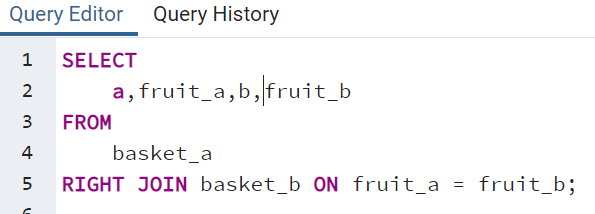 Query Editor Query History
1 SELECT
2 a,fruit_a,b,fruit_b
3 FROM
4 basket_a
5 RIGHT JOIN basket_b ON fruit_a = fruit_b;